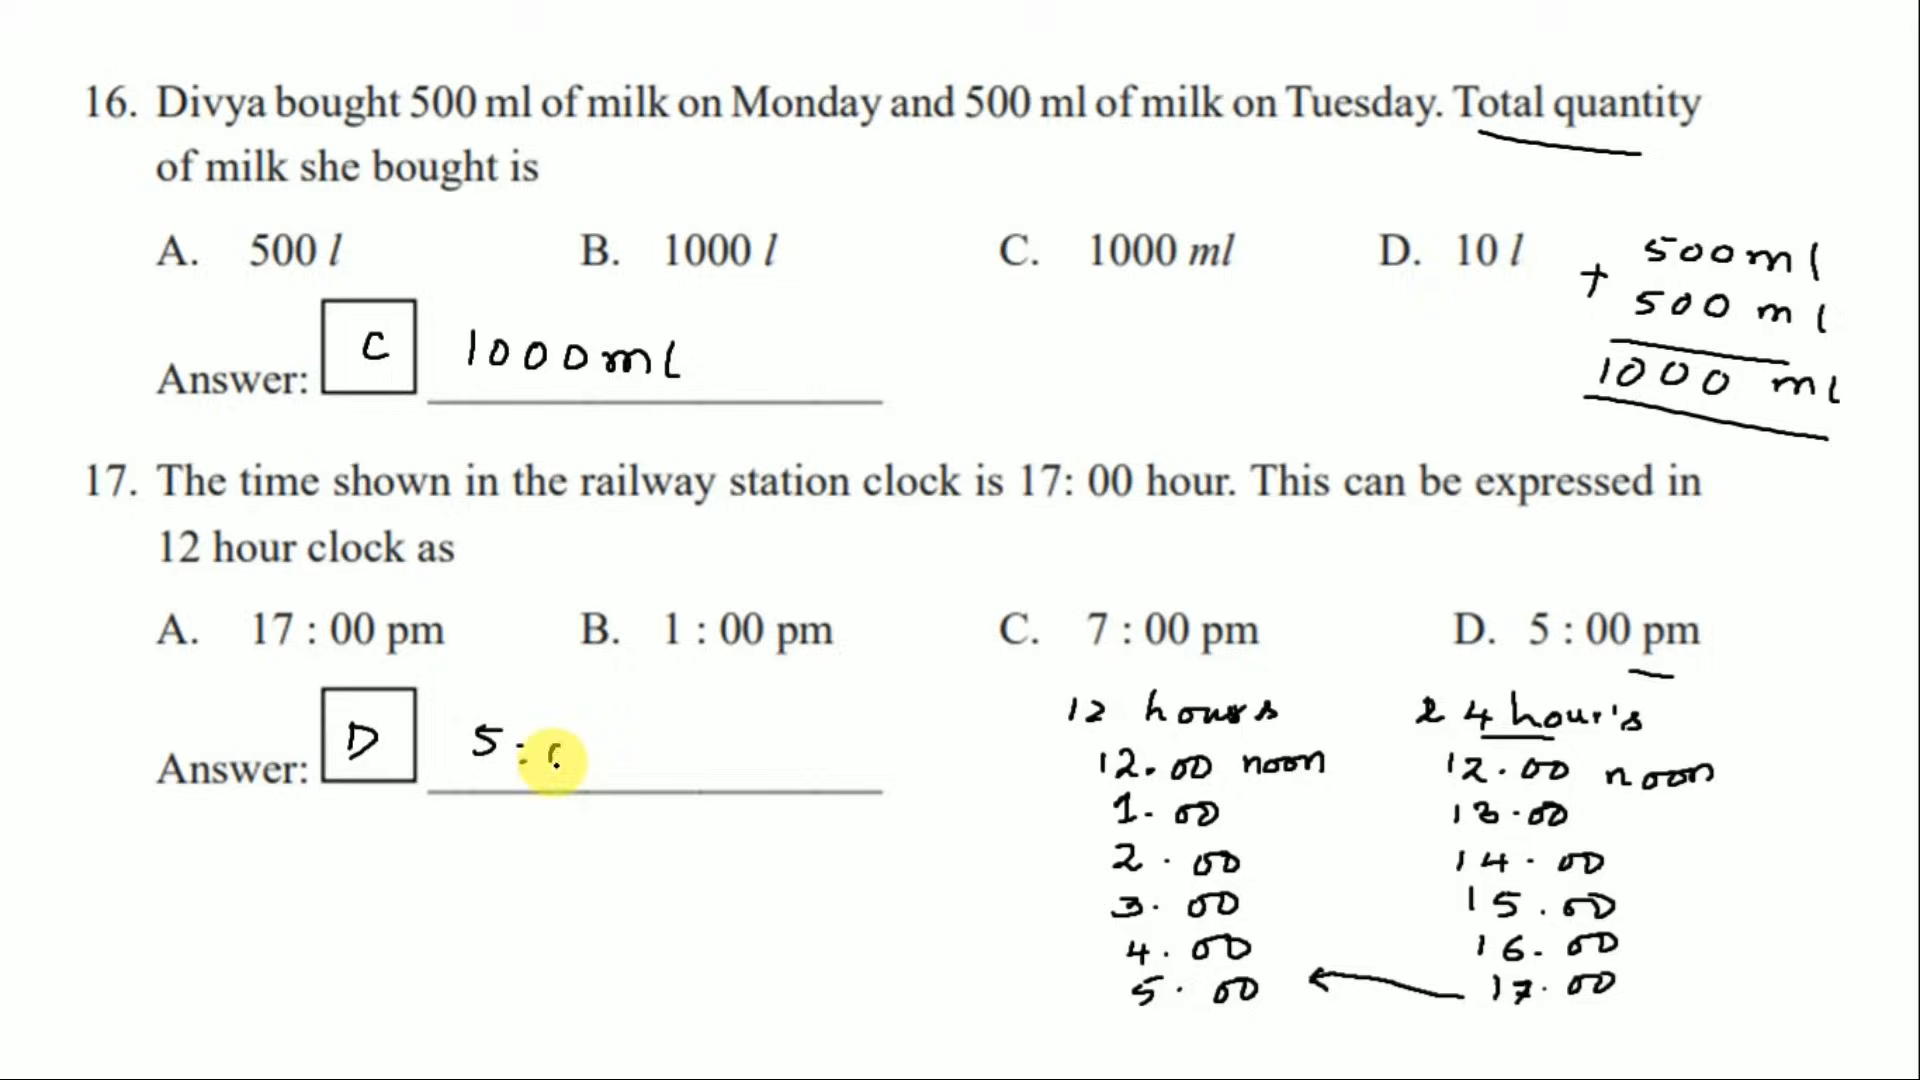 16. Divya bought 500 ml of milk on Monday and 500 ml of milk on Tuesday. Total quantity
of milk she bought is
A. 500 l B. 1000 l C. 1000 ml D. 10 l
500 ml
+ 500 ml
1000 ml
Answer: C 1000ml
17. The time shown in the railway station clock is 17: 00 hour. This can be expressed in
12 hour clock as
A. 17 : 00 pm B. 1 : 00 pm C. 7 : 00 pm D. 5 : 00 pm
Answer: D 5:0
12 hours 24 hour's
12.00 noon 12.00 noon
1.00 13.00
2.00 14.00
3.00 15.00
4.00 16.00
5.00 ← 17.00